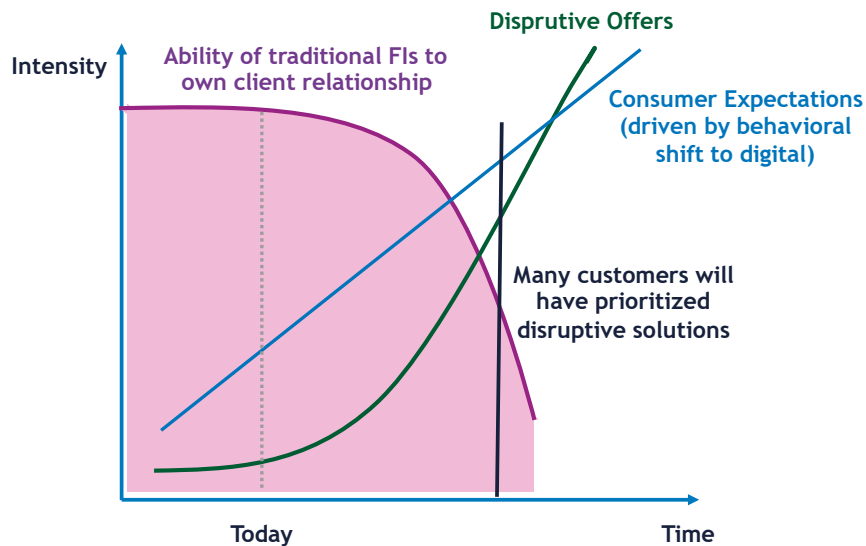 Disprutive Offers
Intensity
Ability of traditional FIs to
own client relationship
Consumer Expectations
(driven by behavioral
shift to digital)
Many customers will
have prioritized
disruptive solutions
Today
Time